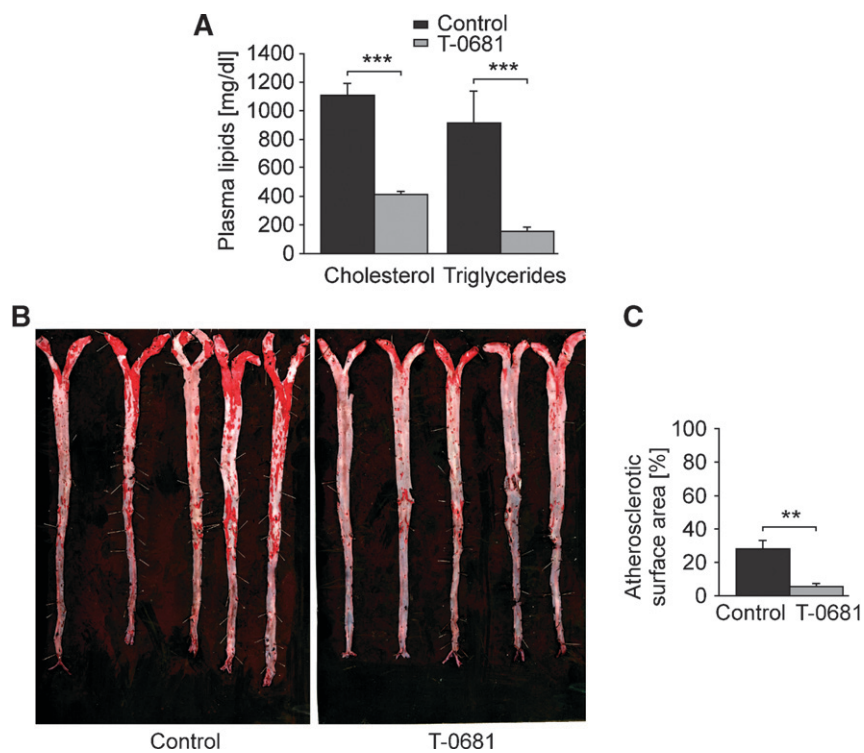 A
Control
T-0681
Plasma lipids [mg/dl]
1400
1200
1000
800
600
400
200
0
***
***
Cholesterol Triglycerides
B
Control
T-0681
C
Atherosclerotic
surface area [%]
100
80
60
40
20
0
**
Control T-0681